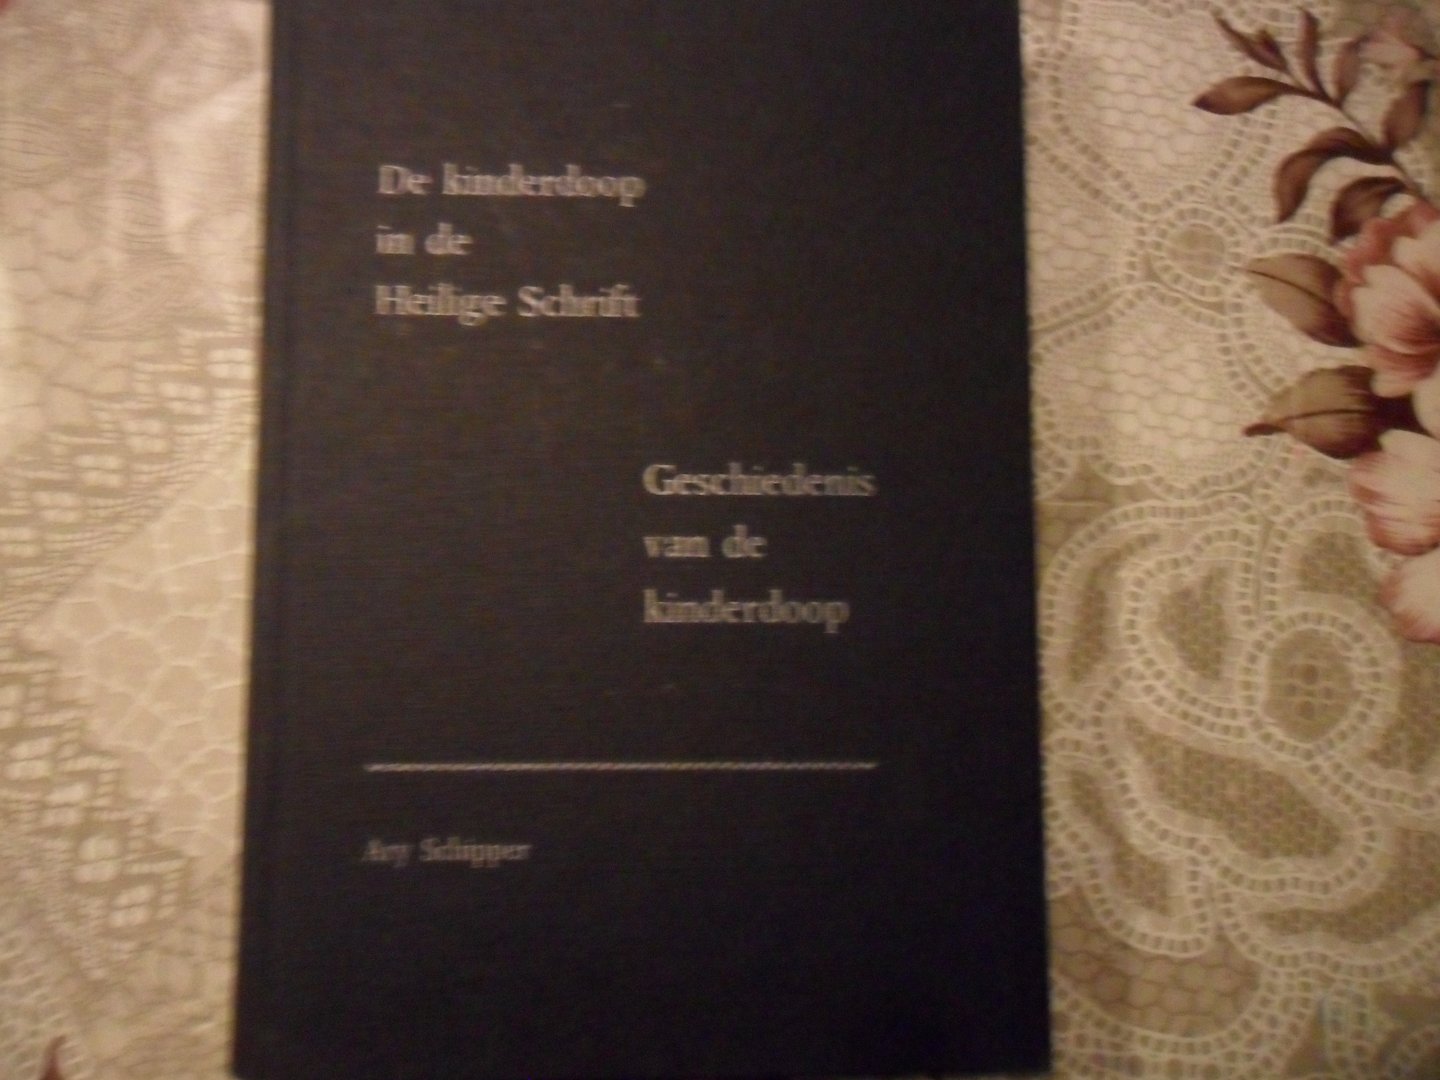 De kinderdoop
in de
Heilige Schrift
Geschiedenis
van de
kinderdoop
Ary Schipper